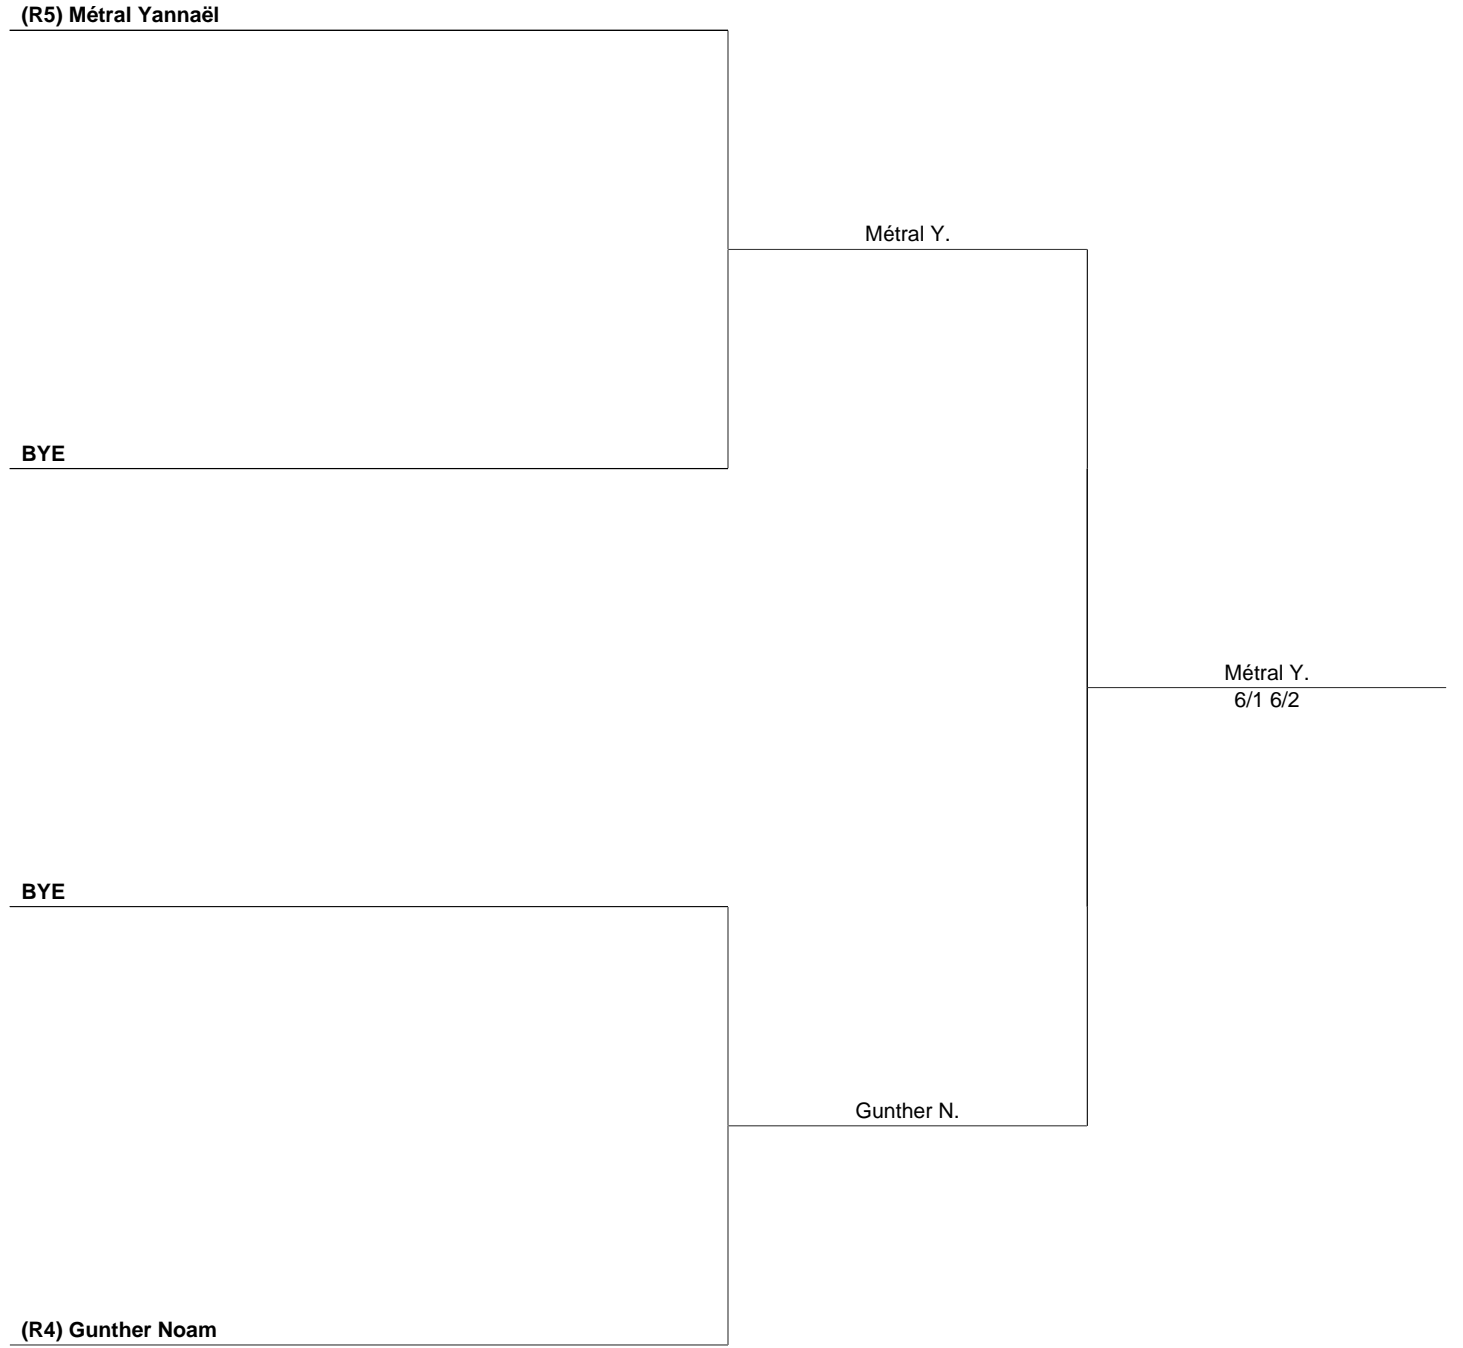 (R5) Métral Yannaël
Métral Y.
BYE
Métral Y.
6/1 6/2
BYE
Gunther N.
(R4) Gunther Noam